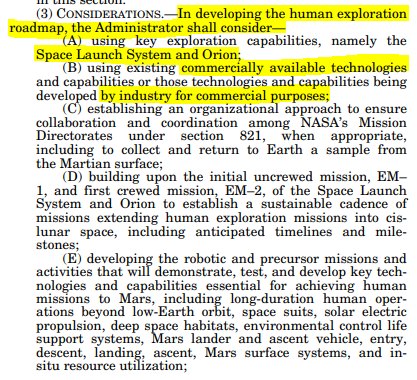 in this section.
(3) CONSIDERATIONS.—In developing the human exploration
roadmap, the Administrator shall consider—
(A) using key exploration capabilities, namely the
Space Launch System and Orion;
(B) using existing commercially available technologies
and capabilities or those technologies and capabilities being
developed by industry for commercial purposes;
(C) establishing an organizational approach to ensure
collaboration and coordination among NASA's Mission
Directorates under section 821, when appropriate,
including to collect and return to Earth a sample from
the Martian surface;
(D) building upon the initial uncrewed mission, EM–
1, and first crewed mission, EM–2, of the Space Launch
System and Orion to establish a sustainable cadence of
missions extending human exploration missions into cis-
lunar space, including anticipated timelines and mile-
stones;
(E) developing the robotic and precursor missions and
activities that will demonstrate, test, and develop key tech-
nologies and capabilities essential for achieving human
missions to Mars, including long-duration human oper-
ations beyond low-Earth orbit, space suits, solar electric
propulsion, deep space habitats, environmental control life
support systems, Mars lander and ascent vehicle, entry,
descent, landing, ascent, Mars surface systems, and in-
situ resource utilization;